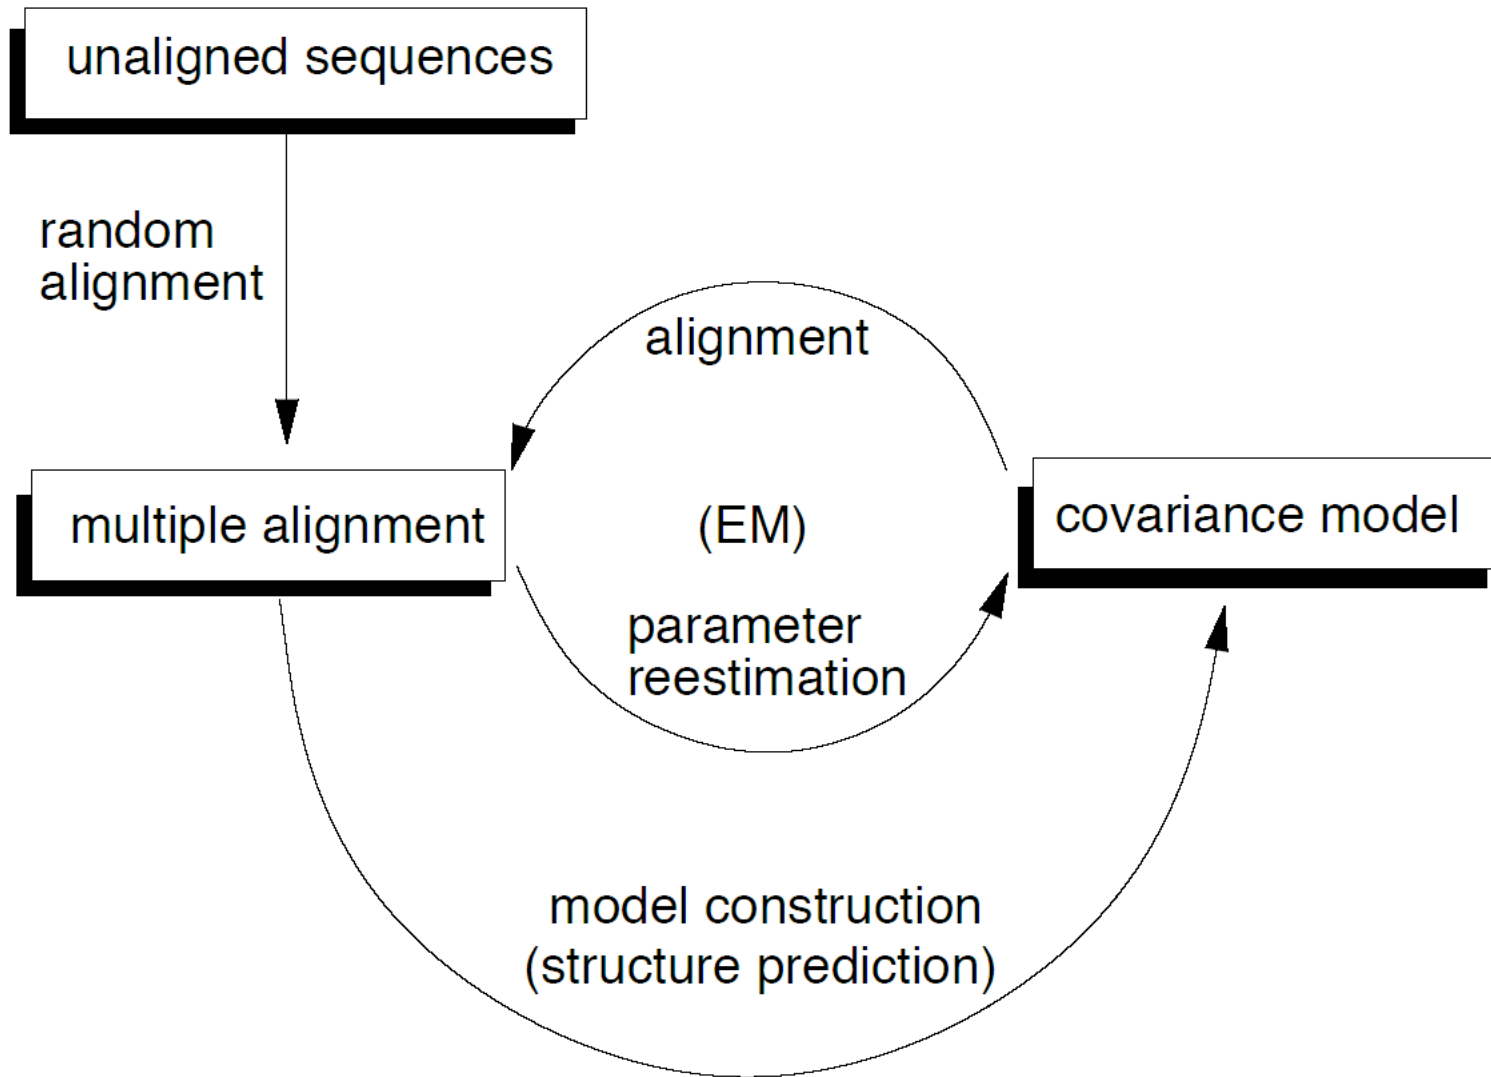 unaligned sequences
random
alignment
alignment
multiple alignment
(EM)
covariance model
parameter
reestimation
model construction
(structure prediction)